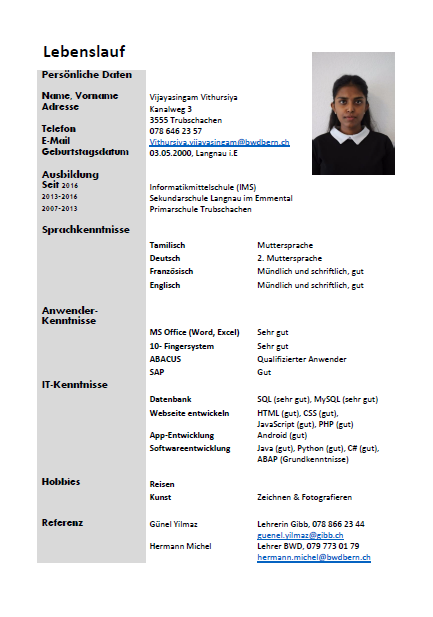 Lebenslauf
Persönliche Daten
Name, Vorname Vijayasingam Vithursiya
Adresse Kanalweg 3
3555 Trubschachen
Telefon 078 646 23 57
E-Mail Vithursiya.vijayasingam@bwdbern.ch
Geburtstagsdatum 03.05.2000, Langnau i.E
Ausbildung
Seit 2016 Informatikmittelschule (IMS)
2013-2016 Sekundarschule Langnau im Emmental
2007-2013 Primarschule Trubschachen
Sprachkenntnisse
Tamilisch Muttersprache
Deutsch 2. Muttersprache
Französisch Mündlich und schriftlich, gut
Englisch Mündlich und schriftlich, gut
Anwender-
Kenntnisse
MS Office (Word, Excel) Sehr gut
10- Fingersystem Sehr gut
ABACUS Qualifizierter Anwender
SAP Gut
IT-Kenntnisse
Datenbank SQL (sehr gut), MySQL (sehr gut)
Webseite entwickeln HTML (gut), CSS (gut),
JavaScript (gut), PHP (gut)
App-Entwicklung Android (gut)
Softwareentwicklung Java (gut), Python (gut), C# (gut),
ABAP (Grundkenntnisse)
Hobbies Reisen
Kunst Zeichnen & Fotografieren
Referenz Günel Yilmaz Lehrerin Gibb, 078 866 23 44
guenel.yilmaz@gibb.ch
Hermann Michel Lehrer BWD, 079 773 01 79
hermann.michel@bwdbern.ch